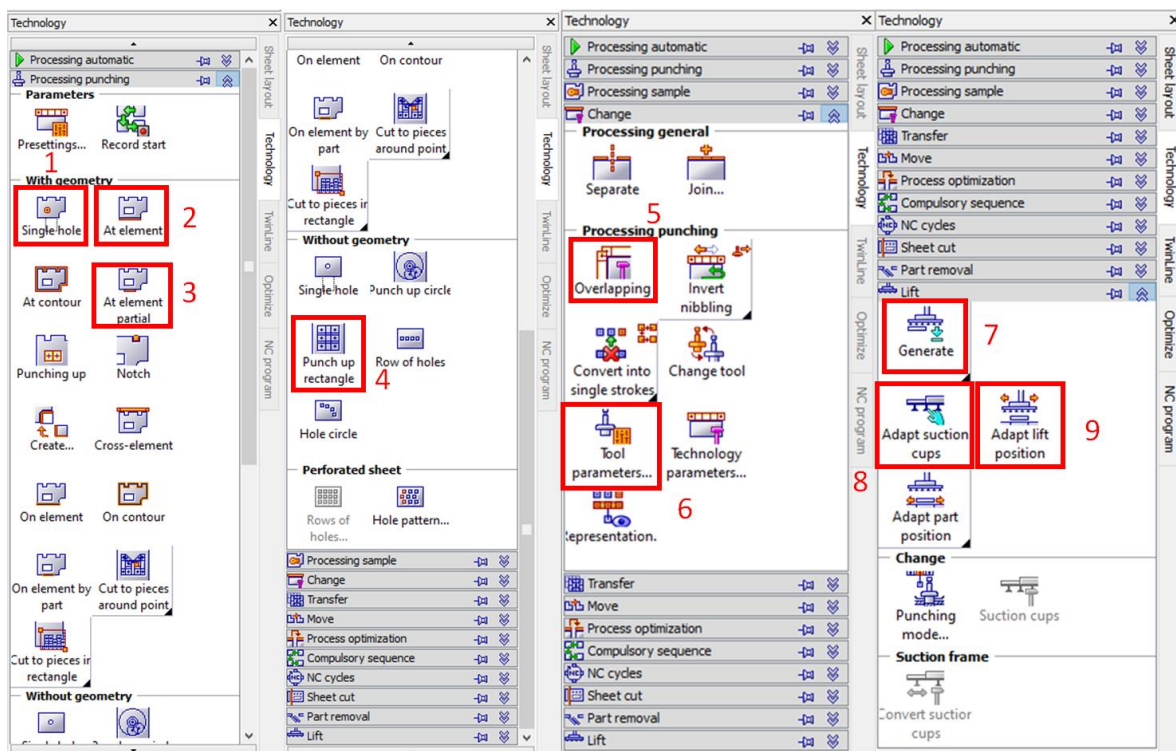 Technology
Processing automatic
Processing punching
Parameters
Presettings...
Record start
1
With geometry
Single hole
At element
2
At contour
At element
partial
3
Punching up
Notch
Create...
Cross-element
On element
On contour
On element by
part
Cut to pieces
around point
Cut to pieces in
rectangle
Without geometry
Sheet layout
Technology
TwinLine
Optimize
NC program
Technology
On element
On contour
On element by
part
Cut to pieces
around point
Cut to pieces in
rectangle
Without geometry
Single hole
Punch up circle
Punch up
rectangle
4
Row of holes
Hole circle
Perforated sheet
Rows of
holes...
Hole pattern...
Processing sample
Change
Transfer
Move
Process optimization
Compulsory sequence
NC cycles
Sheet cut
Part removal
Lift
Sheet layout
Technology
TwinLine
Optimize
NC program
Technology
Processing automatic
Processing punching
Processing sample
Change
Processing general
Separate
Join...
5
Processing punching
Overlapping
Invert
nibbling
Convert into
single strokes
Change tool
Tool
parameters...
Technology
parameters...
6
Representation.
Transfer
Move
Process optimization
Compulsory sequence
NC cycles
Sheet cut
Part removal
Lift
Sheet layout
Technology
TwinLine
Optimize
NC program
Technology
Processing automatic
Processing punching
Processing sample
Change
Transfer
Move
Process optimization
Compulsory sequence
NC cycles
Sheet cut
Part removal
Lift
Generate
7
Adapt suction
cups
8
Adapt lift
position
9
Adapt part
position
Change
Punching
mode...
Suction cups
Suction frame
Convert suction
cups
Sheet layout
Technology
TwinLine
Optimize
NC program